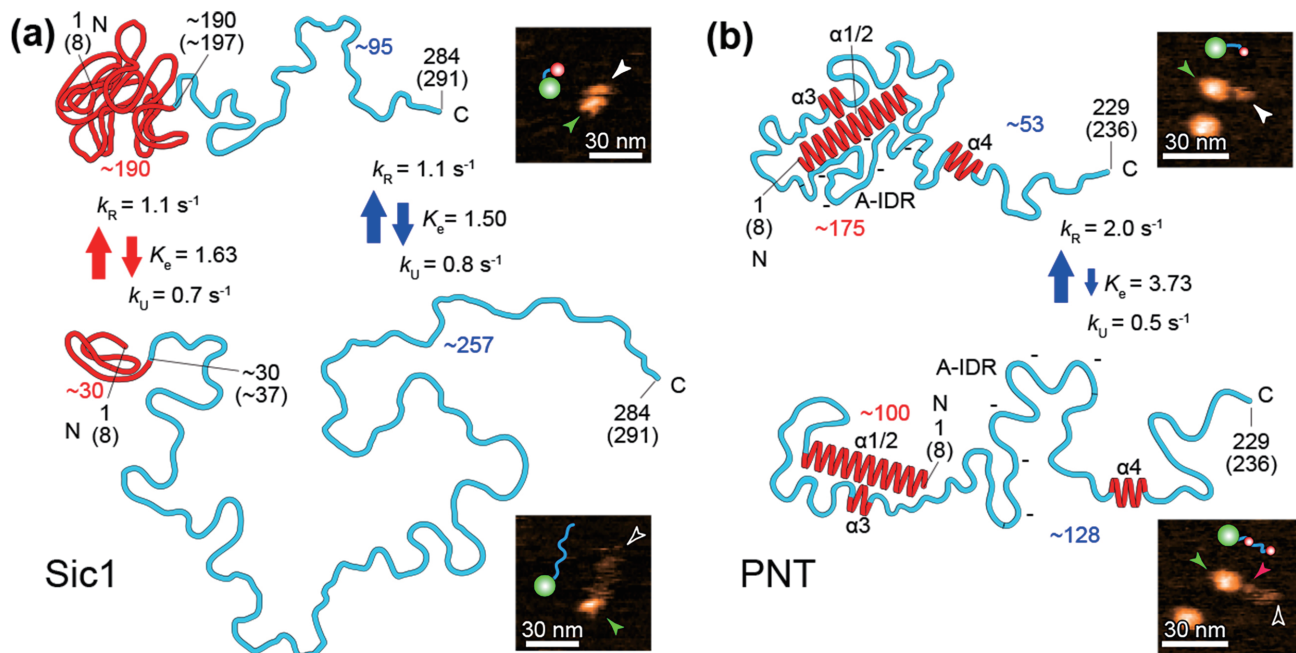 (a)
1 N
(8)
~190
(~197)
~95
284
(291)
C
30 nm
~190
kR = 1.1 s-1
Ke = 1.63
kU = 0.7 s-1
kR = 1.1 s-1
Ke = 1.50
kU = 0.8 s-1
~30
1
N (8)
~30
(~37)
~257
C
284
(291)
Sic1
30 nm
(b)
α1/2
α3
α4
~53
229
(236)
C
30 nm
1
(8)
N
A-IDR
~175
kR = 2.0 s-1
Ke = 3.73
kU = 0.5 s-1
A-IDR
~100
N
1
(8)
α1/2
α3
α4
C
229
(236)
~128
PNT
30 nm